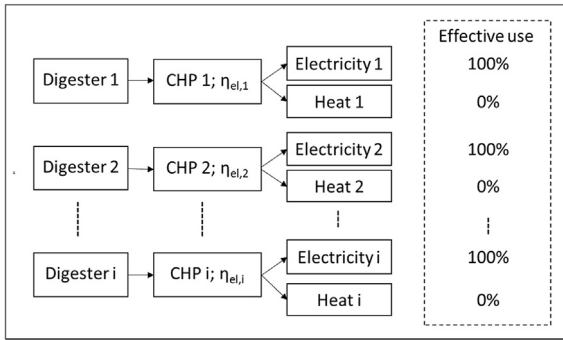 Effective use
Electricity 1 100%
Digester 1 CHP 1; ηel,1
Heat 1 0%
Electricity 2 100%
Digester 2 CHP 2; ηel,2
Heat 2 0%
Electricity i 100%
Digester i CHP i; ηel,i
Heat i 0%